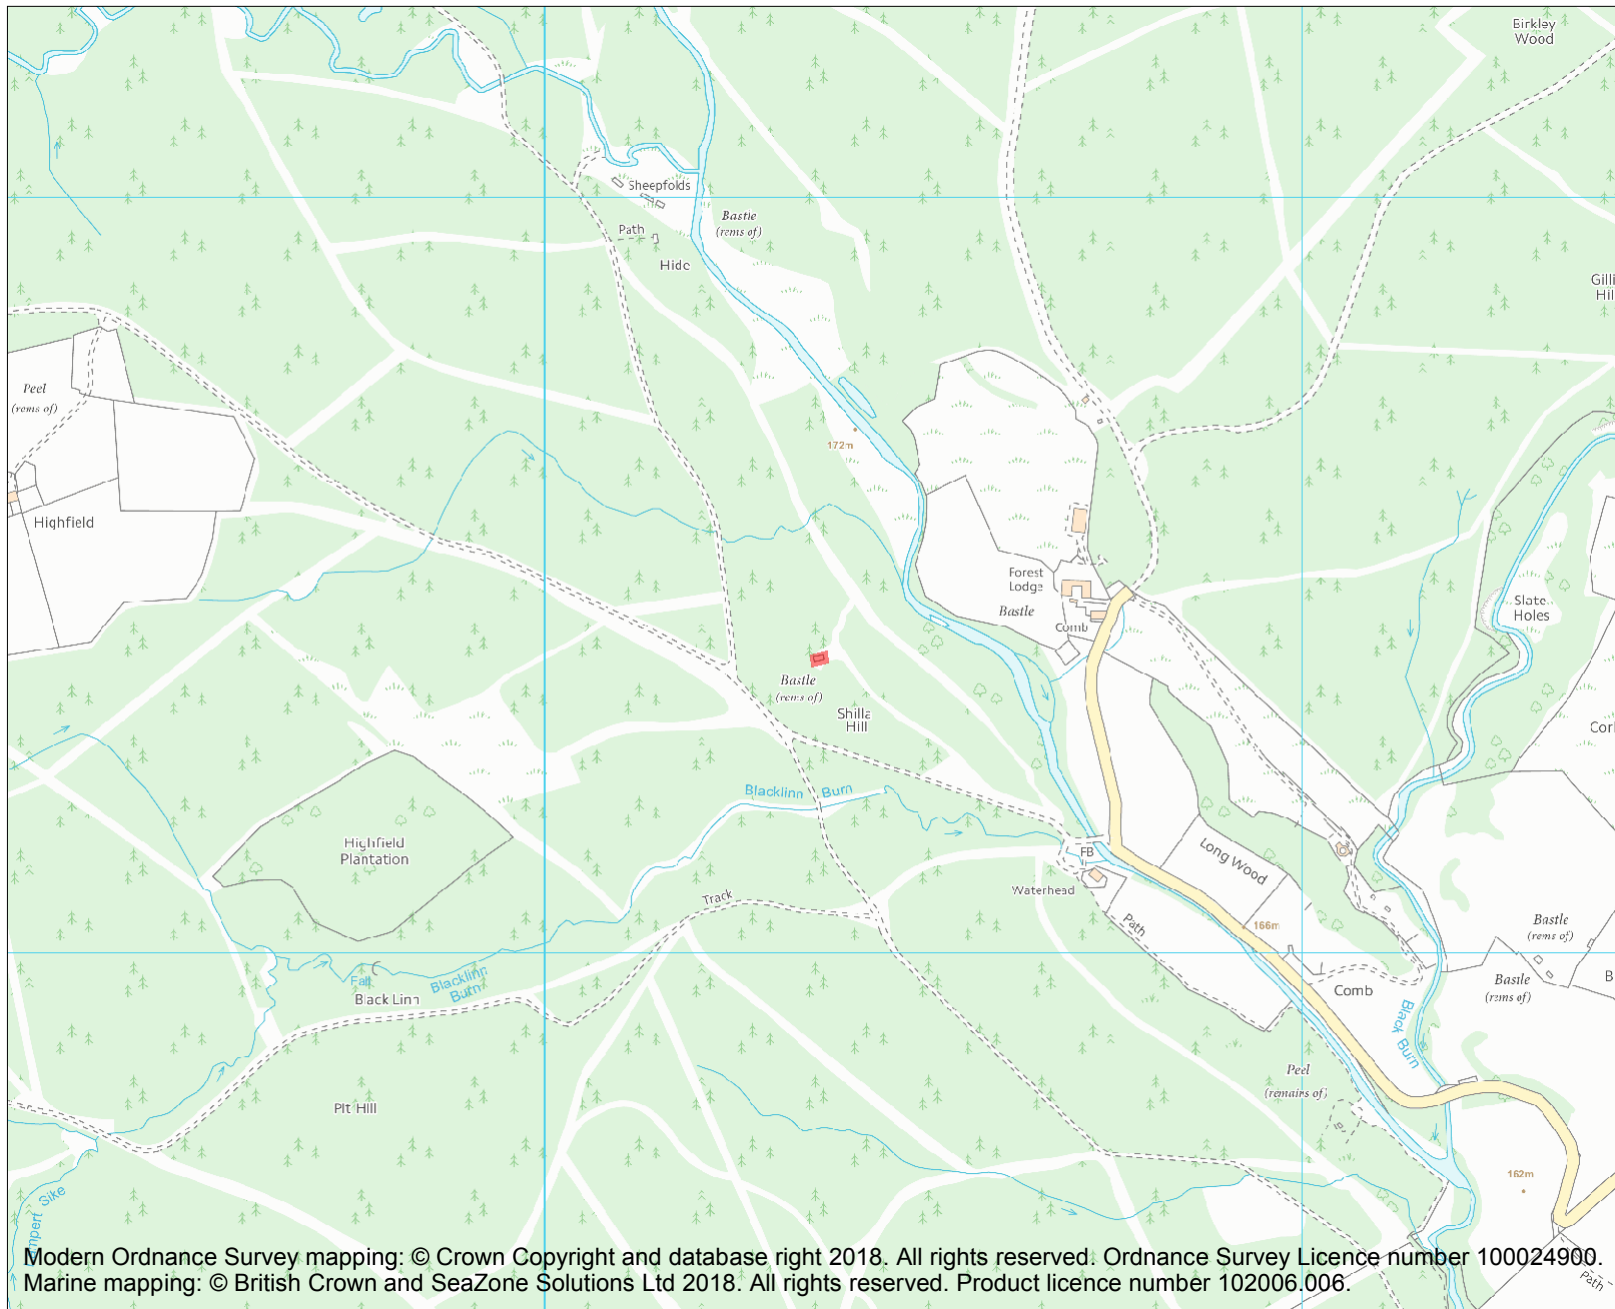 Birkley
Wood
Sheepfolds
Bastle
(rems of)
Path
Hide
Peel
(rems of)
172m
Highfield
Forest
Lodge
Bastle
Comb
Slate
Holes
Bastle
(rems of)
Shilla
Hill
Blacklinn Burn
Highfield
Plantation
FB
Long Wood
Waterhead
Track
Path
166m
Bastle
(rems of)
Fall
Blacklinn
Burn
Black Linn
Comb
Bastle
(rems of)
Black Burn
Peel
(remains of)
Pit Hill
162m
Sike
Modern Ordnance Survey mapping: © Crown Copyright and database right 2018. All rights reserved. Ordnance Survey Licence number 100024900.
Marine mapping: © British Crown and SeaZone Solutions Ltd 2018. All rights reserved. Product licence number 102006.006.
Path